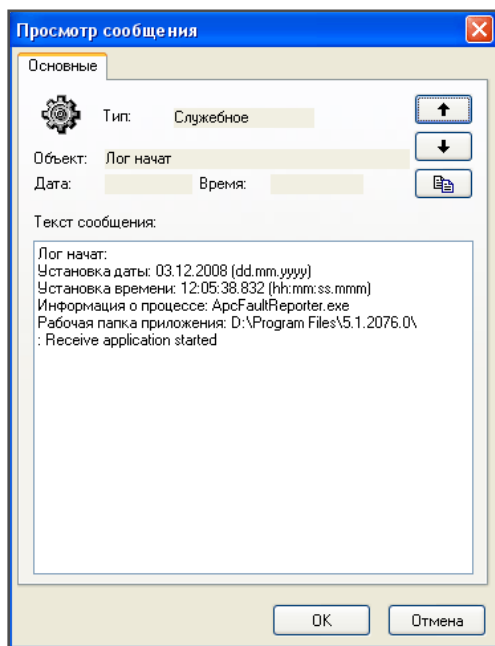 Просмотр сообщения
Основные
Тип: Служебное
Объект: Лог начат
Дата: Время:
Текст сообщения:
Лог начат:
Установка даты: 03.12.2008 (dd.mm.yyyy)
Установка времени: 12:05:38.832 (hh:mm:ss.mmm)
Информация о процессе: ApcFaultReporter.exe
Рабочая папка приложения: D:\Program Files\5.1.2076.0\
: Receive application started
OK Отмена